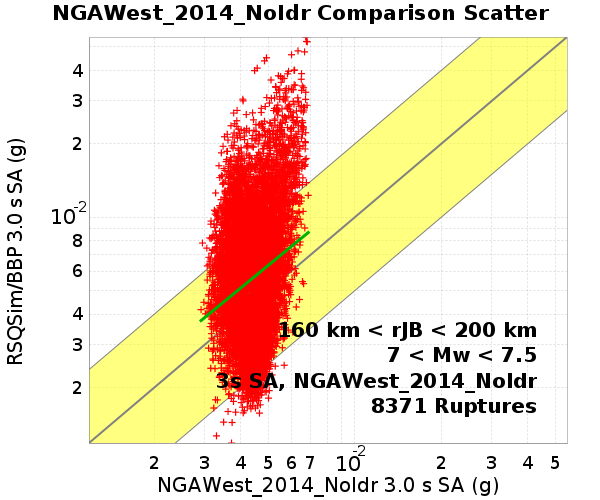 NGAWest_2014_NoIdr Comparison Scatter
RSQSim/BBP 3.0 s SA (g)
4
3
2
10-2
8
6
4
3
2
160 km < rJB < 200 km
7 < Mw < 7.5
3s SA, NGAWest_2014_NoIdr
8371 Ruptures
2 3 4 5 6 7 10-2 2 3 4 5
NGAWest_2014_NoIdr 3.0 s SA (g)